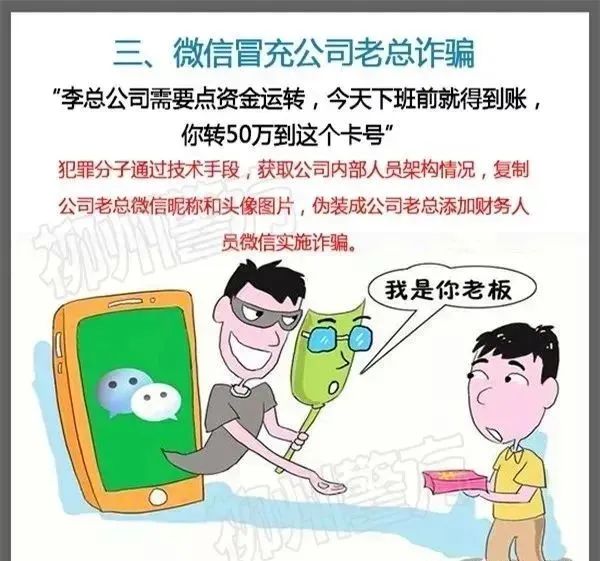 三、微信冒充公司老总诈骗
“李总公司需要点资金运转，今天下班前就得到账，
你转50万到这个卡号”
犯罪分子通过技术手段，获取公司内部人员架构情况，复制
公司老总微信昵称和头像图片，伪装成公司老总添加财务人
员微信实施诈骗。
柳州警方
我是你老板
柳州警方